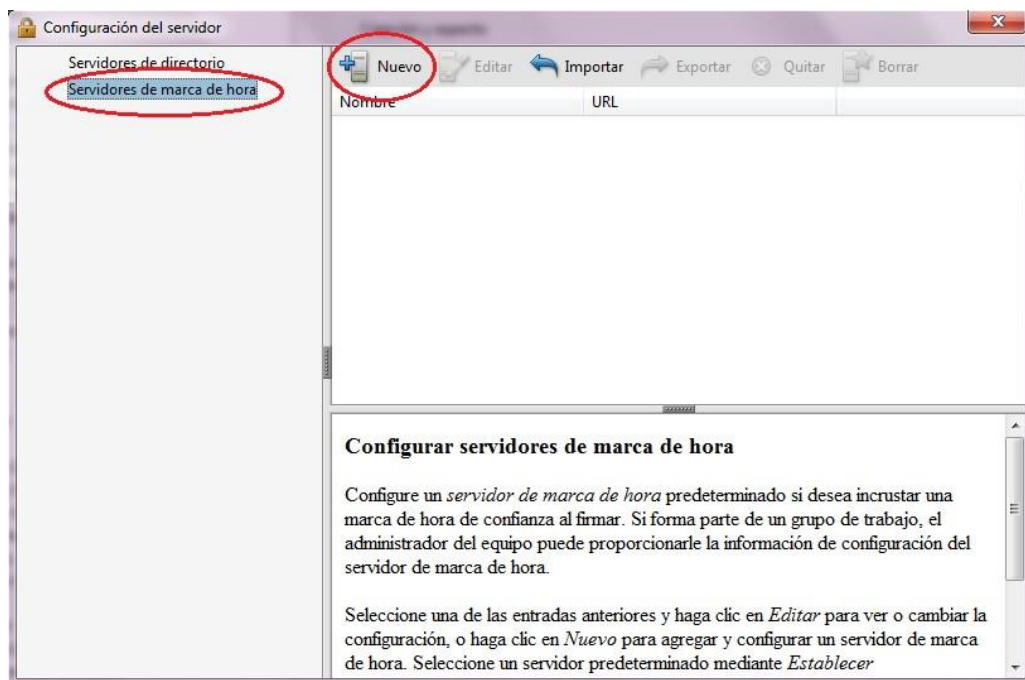 Configuración del servidor
Servidores de directorio
Servidores de marca de hora
Nuevo Editar Importar Exportar Quitar Borrar
Nombre URL
Configurar servidores de marca de hora
Configure un servidor de marca de hora predeterminado si desea incrustar una
marca de hora de confianza al firmar. Si forma parte de un grupo de trabajo, el
administrador del equipo puede proporcionarle la información de configuración del
servidor de marca de hora.
Seleccione una de las entradas anteriores y haga clic en Editar para ver o cambiar la
configuración, o haga clic en Nuevo para agregar y configurar un servidor de marca
de hora. Seleccione un servidor predeterminado mediante Establecer